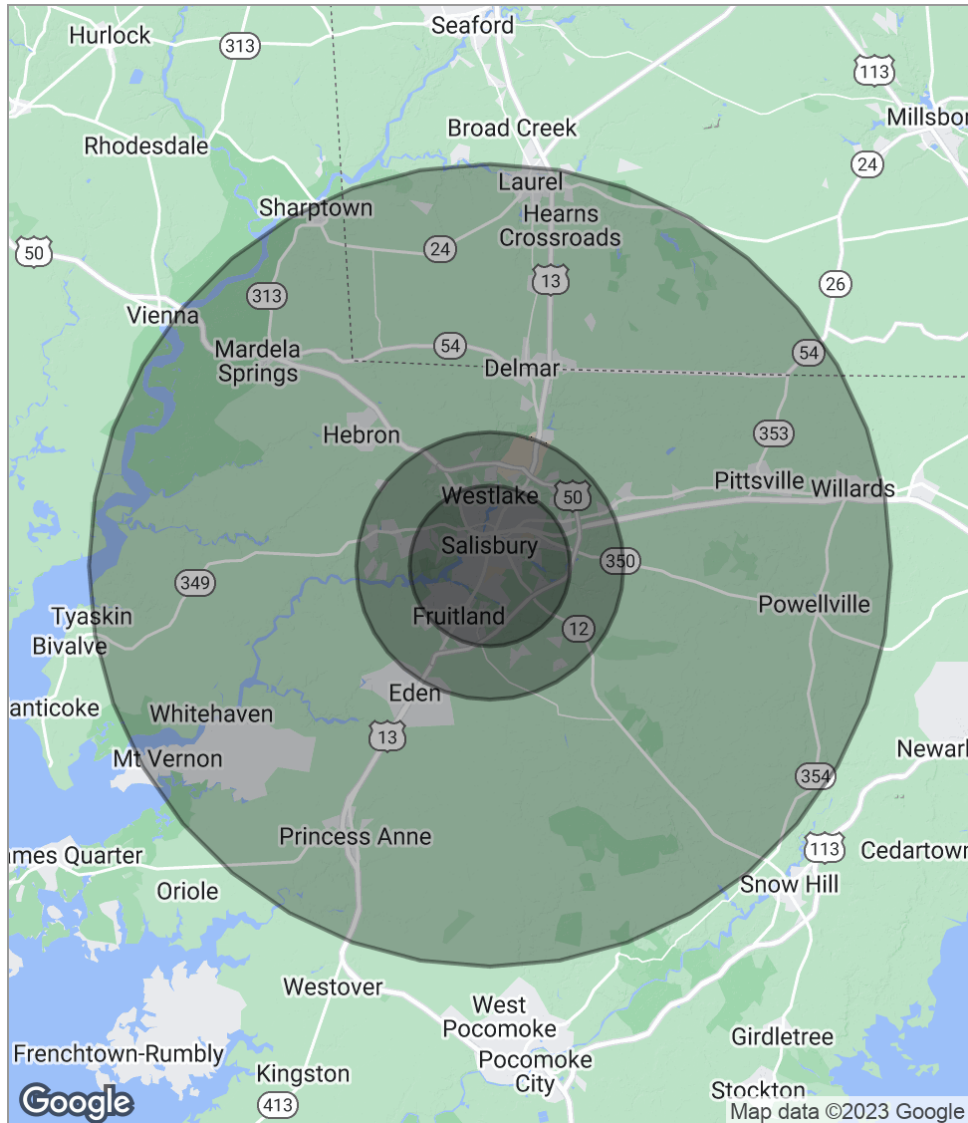 Seaford
Hurlock
313
113
Millsbor
Broad Creek
Rhodesdale
24
Laurel
Sharptown
Hearns
Crossroads
50
24
13
26
313
Vienna
54
54
Mardela
Springs
Delmar
353
Hebron
Pittsville
Willards
Westlake
50
Salisbury
350
349
Powellville
Tyaskin
Fruitland
12
Bivalve
Eden
anticoke
Whitehaven
13
Newark
Mt Vernon
354
Princess Anne
113
ames Quarter
Cedartown
Snow Hill
Oriole
Westover
West
Pocomoke
Girdletree
Frenchtown-Rumbly
Pocomoke
City
Kingston
Stockton
413
Google
Map data ©2023 Google